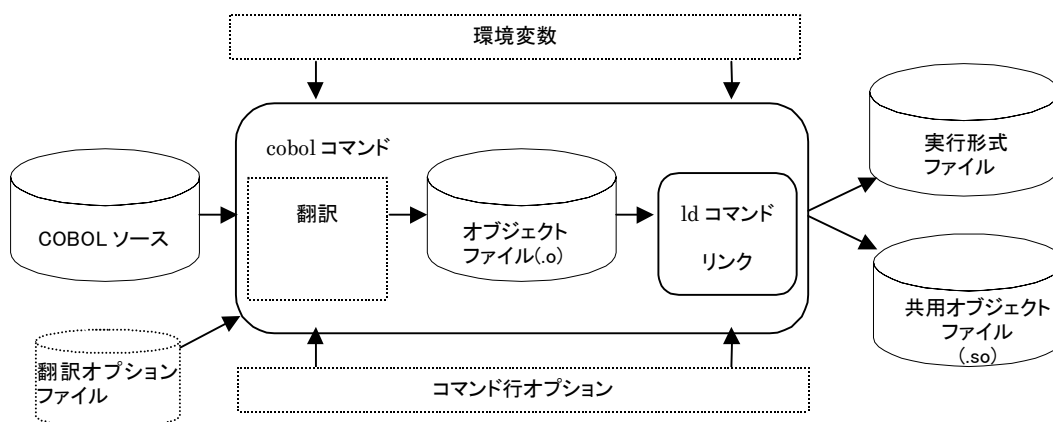 環境変数
cobol コマンド
翻訳
COBOL ソース
オブジェクト
ファイル(.o)
ld コマンド
リンク
実行形式
ファイル
共用オブジェクト
ファイル
(.so)
翻訳オプション
ファイル
コマンド行オプション